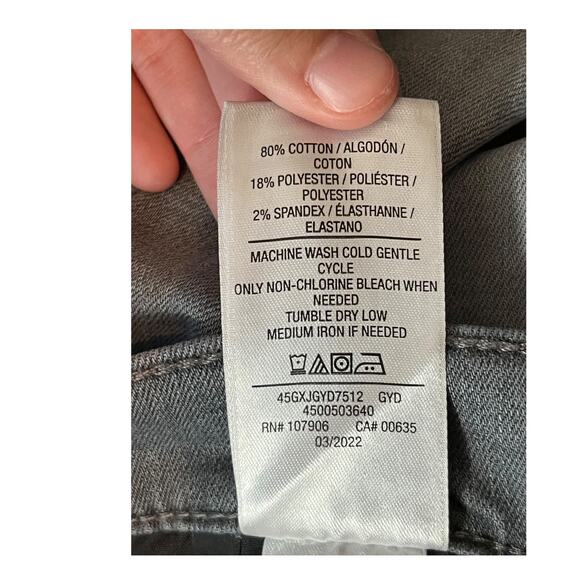 80% COTTON / ALGODÓN /
COTON
18% POLYESTER / POLIÉSTER /
POLYESTER
2% SPANDEX / ÉLASTHANNE /
ELASTANO
MACHINE WASH COLD GENTLE
CYCLE
ONLY NON-CHLORINE BLEACH WHEN
NEEDED
TUMBLE DRY LOW
MEDIUM IRON IF NEEDED
45GXJGYD7512 GYD
4500503640
RN# 107906 CA# 00635
03/2022